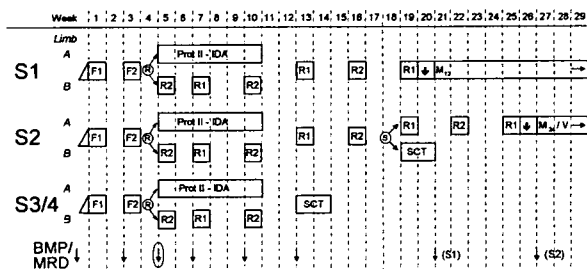 Week 1 2 3 4 5 6 7 8 9 10 11 12 13 14 15 16 17 18 19 20 21 22 23 24 25 26 27 28 29
Limb
A Prot II - IDA
S1 F1 F2 R R1 R2 R1 M12
B R2 R1 R2
A Prot II - IDA R1 R2 R1 M24 / V
S2 F1 F2 R R1 R2 S
B R2 R1 R2 SCT
A Prot II - IDA
S3/4 F1 F2 R SCT
B R2 R1 R2
BMP/ (S1) (S2)
MRD